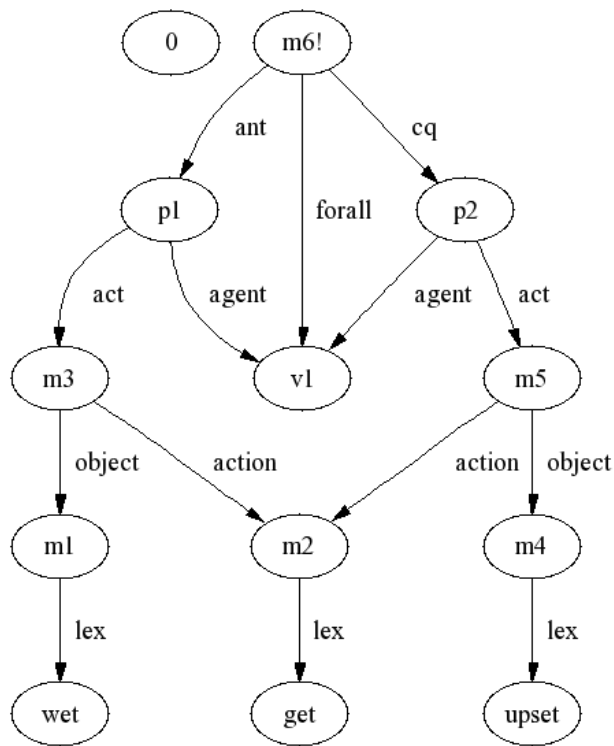 0 m6!
ant cq
p1 forall p2
act agent agent act
m3 v1 m5
object action action object
m1 m2 m4
lex lex lex
wet get upset